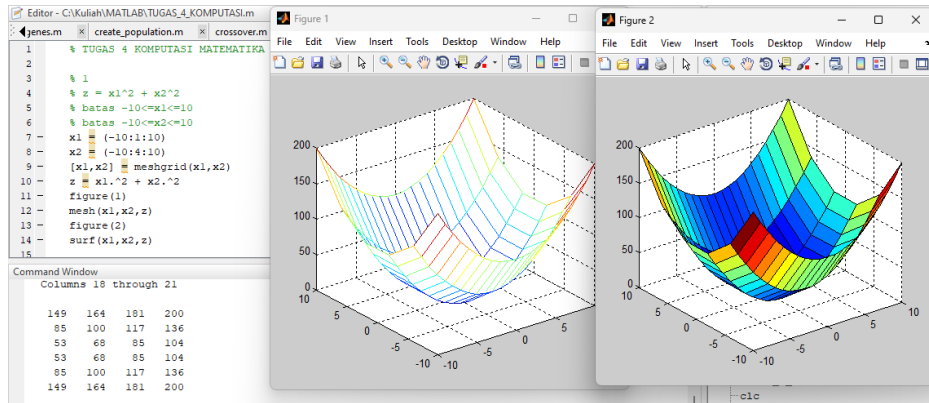 Editor - C:\Kuliah\MATLAB\TUGAS_4_KOMPUTASI.m
genes.m × create_population.m × crossover.m
1 % TUGAS 4 KOMPUTASI MATEMATIKA
2
3 % 1
4 % z = x1^2 + x2^2
5 % batas -10<=x1<=10
6 % batas -10<=x2<=10
7 − x1 = (-10:1:10)
8 − x2 = (-10:4:10)
9 − [x1,x2] = meshgrid(x1,x2)
10 − z = x1.^2 + x2.^2
11 − figure(1)
12 − mesh(x1,x2,z)
13 − figure(2)
14 − surf(x1,x2,z)
15
Command Window
Columns 18 through 21
149 164 181 200
85 100 117 136
53 68 85 104
53 68 85 104
85 100 117 136
149 164 181 200
Figure 1
File Edit View Insert Tools Desktop Window Help
200
150
100
50
0
10
5
0
-5
-10
-10
-5
0
5
Figure 2
File Edit View Insert Tools Desktop Window Help
200
150
100
50
0
10
5
0
-5
-10
-10
-5
0
5
10
clc